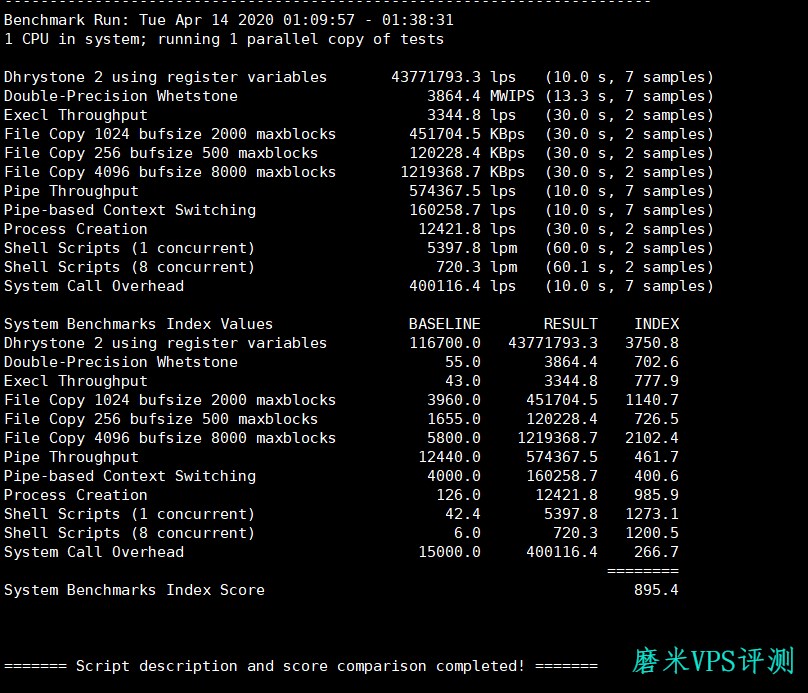 ------------------------------------------------------------------------
Benchmark Run: Tue Apr 14 2020 01:09:57 - 01:38:31
1 CPU in system; running 1 parallel copy of tests

Dhrystone 2 using register variables       43771793.3 lps   (10.0 s, 7 samples)
Double-Precision Whetstone                     3864.4 MWIPS (13.3 s, 7 samples)
Execl Throughput                               3344.8 lps   (30.0 s, 2 samples)
File Copy 1024 bufsize 2000 maxblocks        451704.5 KBps  (30.0 s, 2 samples)
File Copy 256 bufsize 500 maxblocks          120228.4 KBps  (30.0 s, 2 samples)
File Copy 4096 bufsize 8000 maxblocks       1219368.7 KBps  (30.0 s, 2 samples)
Pipe Throughput                              574367.5 lps   (10.0 s, 7 samples)
Pipe-based Context Switching                 160258.7 lps   (10.0 s, 7 samples)
Process Creation                              12421.8 lps   (30.0 s, 2 samples)
Shell Scripts (1 concurrent)                   5397.8 lpm   (60.0 s, 2 samples)
Shell Scripts (8 concurrent)                    720.3 lpm   (60.1 s, 2 samples)
System Call Overhead                         400116.4 lps   (10.0 s, 7 samples)

System Benchmarks Index Values               BASELINE       RESULT    INDEX
Dhrystone 2 using register variables         116700.0   43771793.3   3750.8
Double-Precision Whetstone                       55.0       3864.4    702.6
Execl Throughput                                 43.0       3344.8    777.9
File Copy 1024 bufsize 2000 maxblocks          3960.0     451704.5   1140.7
File Copy 256 bufsize 500 maxblocks            1655.0     120228.4    726.5
File Copy 4096 bufsize 8000 maxblocks          5800.0    1219368.7   2102.4
Pipe Throughput                               12440.0     574367.5    461.7
Pipe-based Context Switching                   4000.0     160258.7    400.6
Process Creation                                126.0      12421.8    985.9
Shell Scripts (1 concurrent)                     42.4       5397.8   1273.1
Shell Scripts (8 concurrent)                      6.0        720.3   1200.5
System Call Overhead                          15000.0     400116.4    266.7
                                                                   ========
System Benchmarks Index Score                                         895.4

======= Script description and score comparison completed! =======
磨米VPS评测